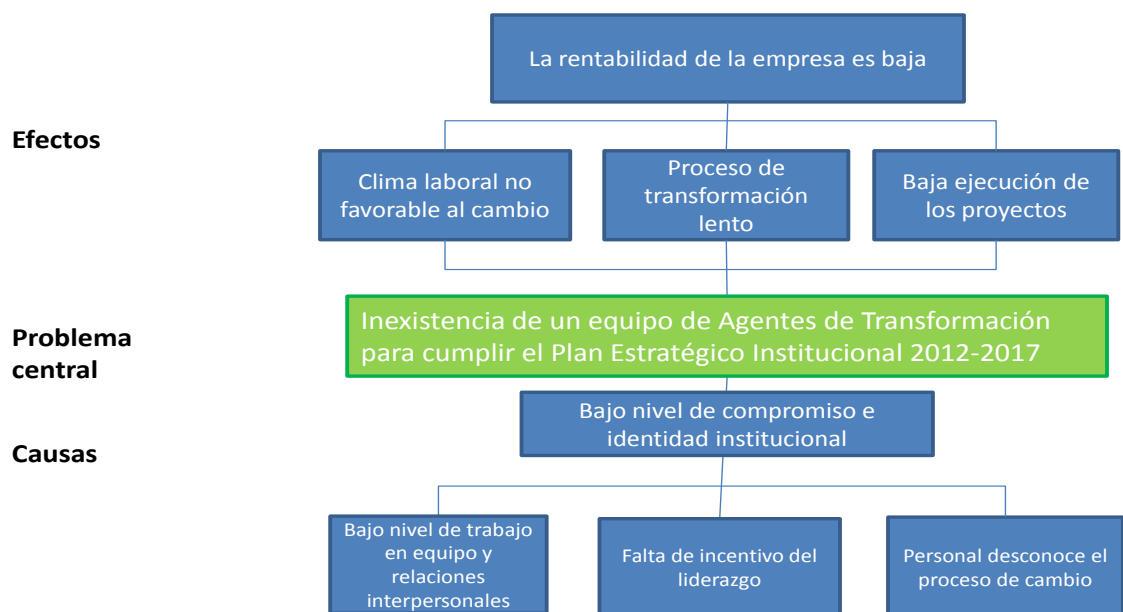 La rentabilidad de la empresa es baja
Efectos
Clima laboral no
favorable al cambio
Proceso de
transformación
lento
Baja ejecución de
los proyectos
Problema
central
Inexistencia de un equipo de Agentes de Transformación
para cumplir el Plan Estratégico Institucional 2012-2017
Bajo nivel de compromiso e
identidad institucional
Causas
Bajo nivel de trabajo
en equipo y
relaciones
interpersonales
Falta de incentivo del
liderazgo
Personal desconoce el
proceso de cambio